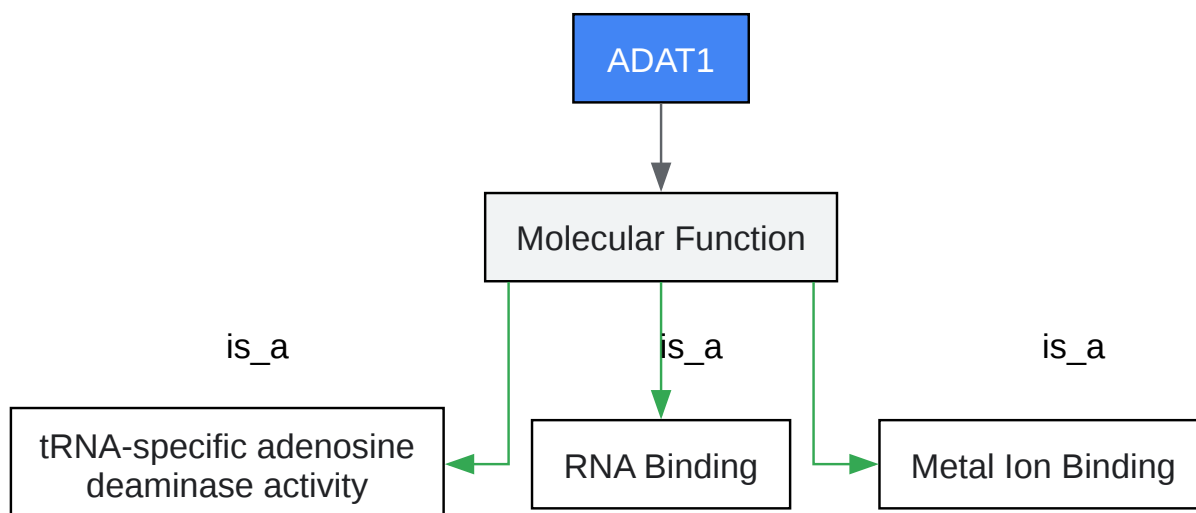 ADAT1
Molecular Function
is_a
is_a
is_a
tRNA-specific adenosine
deaminase activity
RNA Binding
Metal Ion Binding